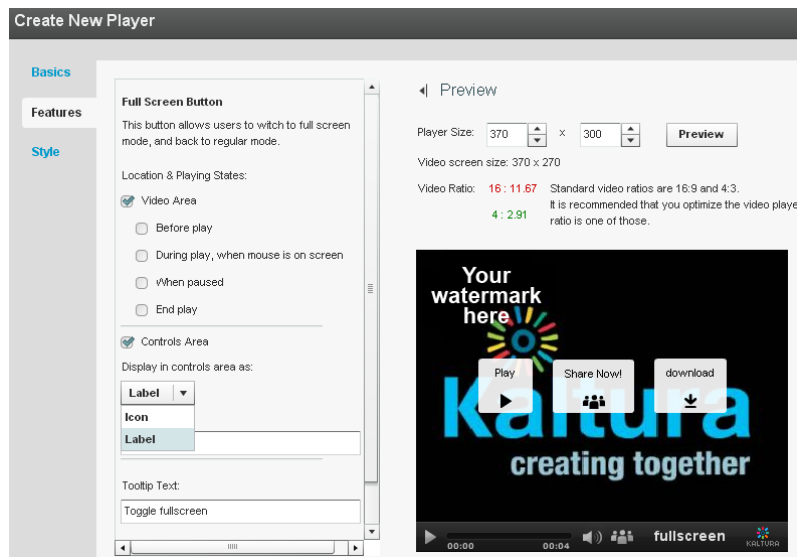 Create New Player
Basics
Features
Style
Full Screen Button
This button allows users to witch to full screen
mode, and back to regular mode.
Location & Playing States:
Video Area
Before play
During play, when mouse is on screen
When paused
End play
Controls Area
Display in controls area as:
Label
Icon
Label
Tooltip Text:
Toggle fullscreen
Preview
Player Size: 370 x 300 Preview
Video screen size: 370 x 270
Video Ratio: 16 : 11.67 Standard video ratios are 16:9 and 4:3.
It is recommended that you optimize the video playe
4 : 2.91 ratio is one of those.
Your
watermark
here
Play Share Now! download
Kaltura
creating together
00:00 00:04 fullscreen KALTURA